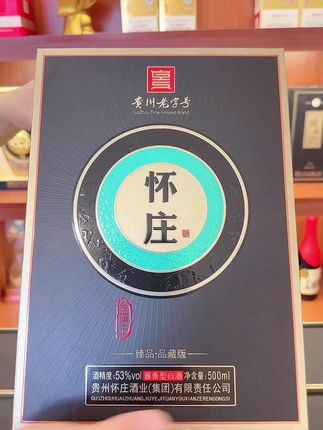 贵州老字号
GuiZhou Time-honored Brand
怀
庄
臻品·品藏版
酒精度:53%vol 酱香型白酒 净含量:500ml
贵州怀庄酒业(集团)有限责任公司
GUIZHOUHUAIZHUANGJIUYEJITUANYOUXIANZERENGONGSI